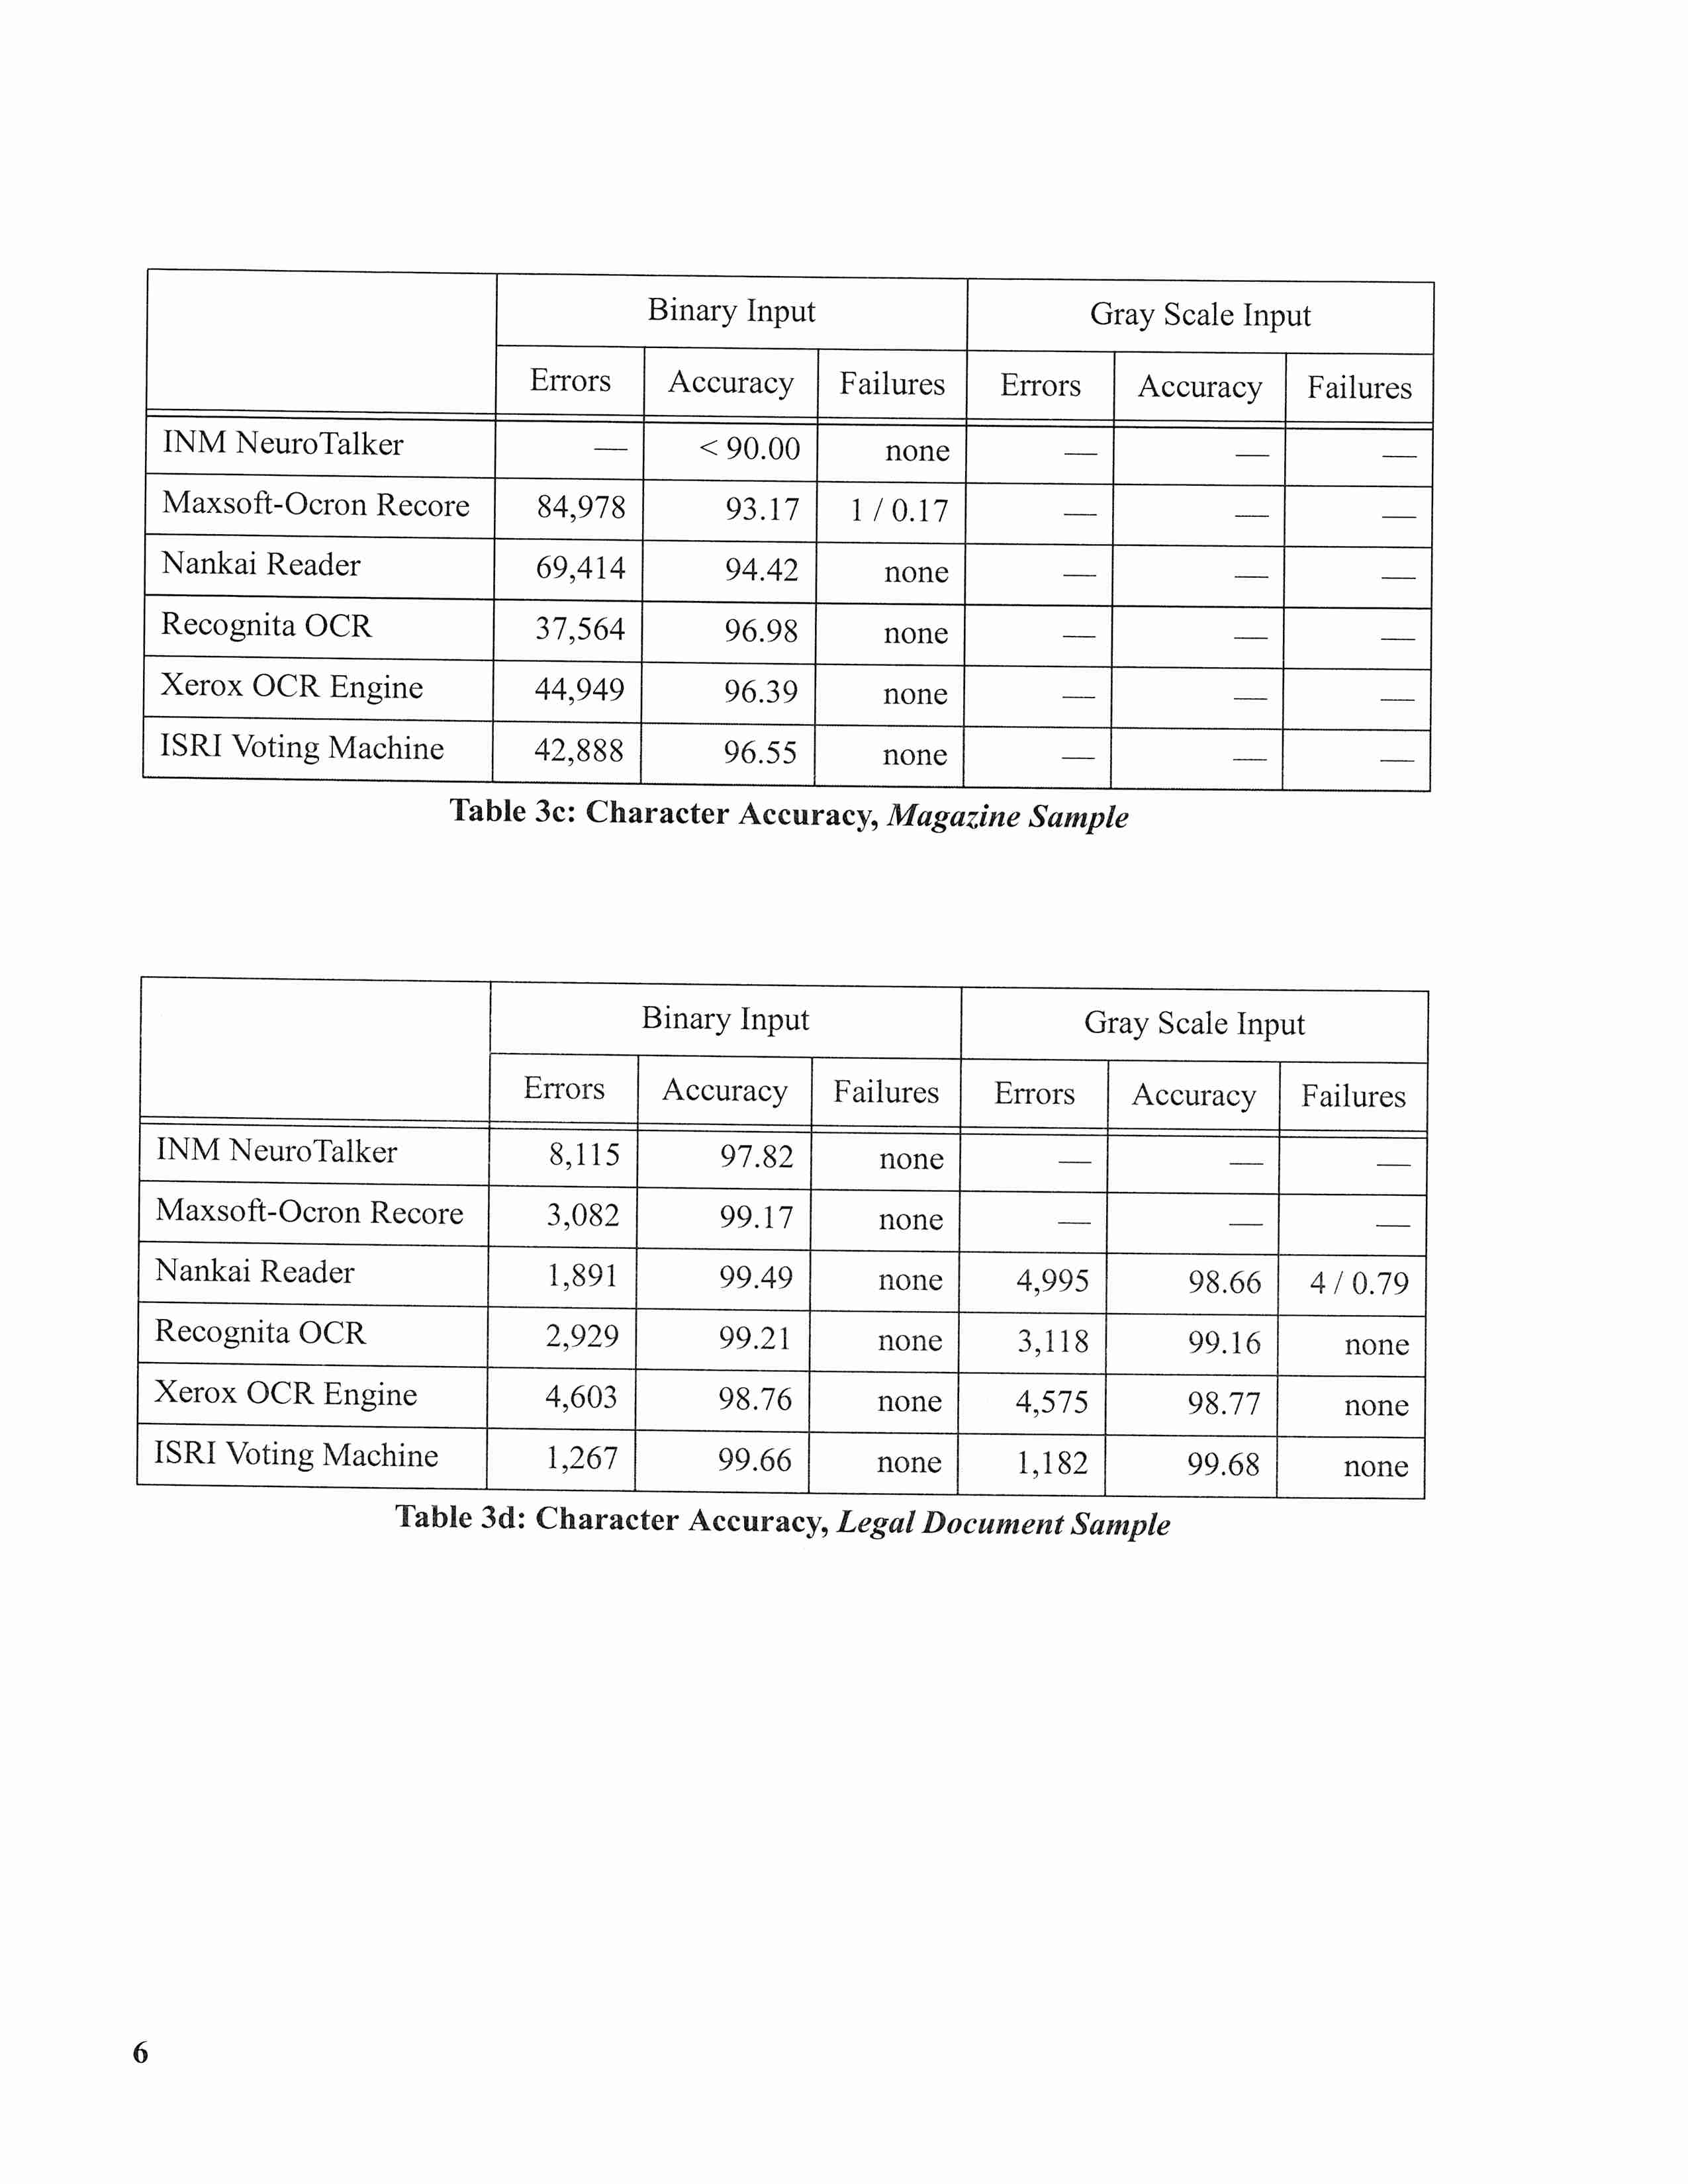 Binary Input Gray Scale Input
Errors Accuracy Failures Errors Accuracy Failures
INM NeuroTalker — < 90.00 none — — —
Maxsoft-Ocron Recore 84,978 93.17 1 / 0.17 — — —
Nankai Reader 69,414 94.42 none — — —
Recognita OCR 37,564 96.98 none — — —
Xerox OCR Engine 44,949 96.39 none — — —
ISRI Voting Machine 42,888 96.55 none — — —
Table 3c: Character Accuracy, Magazine Sample
Binary Input Gray Scale Input
Errors Accuracy Failures Errors Accuracy Failures
INM NeuroTalker 8,115 97.82 none — — —
Maxsoft-Ocron Recore 3,082 99.17 none — — —
Nankai Reader 1,891 99.49 none 4,995 98.66 4 / 0.79
Recognita OCR 2,929 99.21 none 3,118 99.16 none
Xerox OCR Engine 4,603 98.76 none 4,575 98.77 none
ISRI Voting Machine 1,267 99.66 none 1,182 99.68 none
Table 3d: Character Accuracy, Legal Document Sample
6